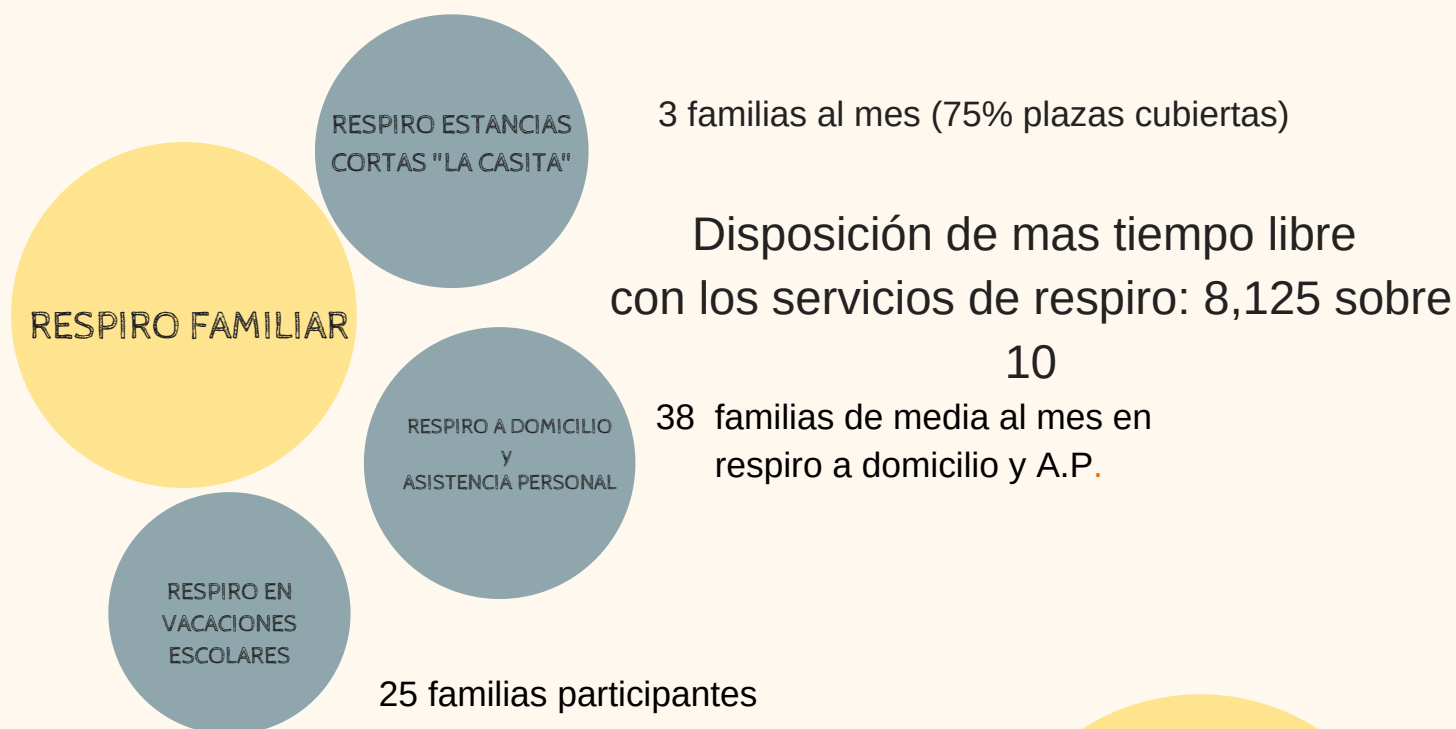 RESPIRO FAMILIAR
RESPIRO ESTANCIAS
CORTAS "LA CASITA"
3 familias al mes (75% plazas cubiertas)
Disposición de mas tiempo libre
con los servicios de respiro: 8,125 sobre
10
RESPIRO A DOMICILIO
y
ASISTENCIA PERSONAL
38 familias de media al mes en
respiro a domicilio y A.P.
RESPIRO EN
VACACIONES
ESCOLARES
25 familias participantes